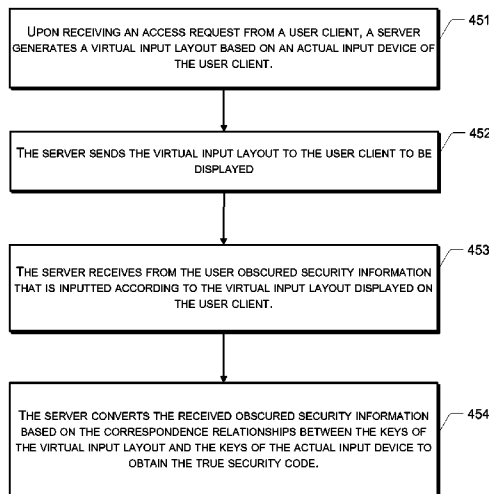 UPON RECEIVING AN ACCESS REQUEST FROM A USER CLIENT, A SERVER
GENERATES A VIRTUAL INPUT LAYOUT BASED ON AN ACTUAL INPUT DEVICE OF
THE USER CLIENT.
451
THE SERVER SENDS THE VIRTUAL INPUT LAYOUT TO THE USER CLIENT TO BE
DISPLAYED
452
THE SERVER RECEIVES FROM THE USER OBSCURED SECURITY INFORMATION
THAT IS INPUTTED ACCORDING TO THE VIRTUAL INPUT LAYOUT DISPLAYED ON
THE USER CLIENT.
453
THE SERVER CONVERTS THE RECEIVED OBSCURED SECURITY INFORMATION
BASED ON THE CORRESPONDENCE RELATIONSHIPS BETWEEN THE KEYS OF
THE VIRTUAL INPUT LAYOUT AND THE KEYS OF THE ACTUAL INPUT DEVICE TO
OBTAIN THE TRUE SECURITY CODE.
454